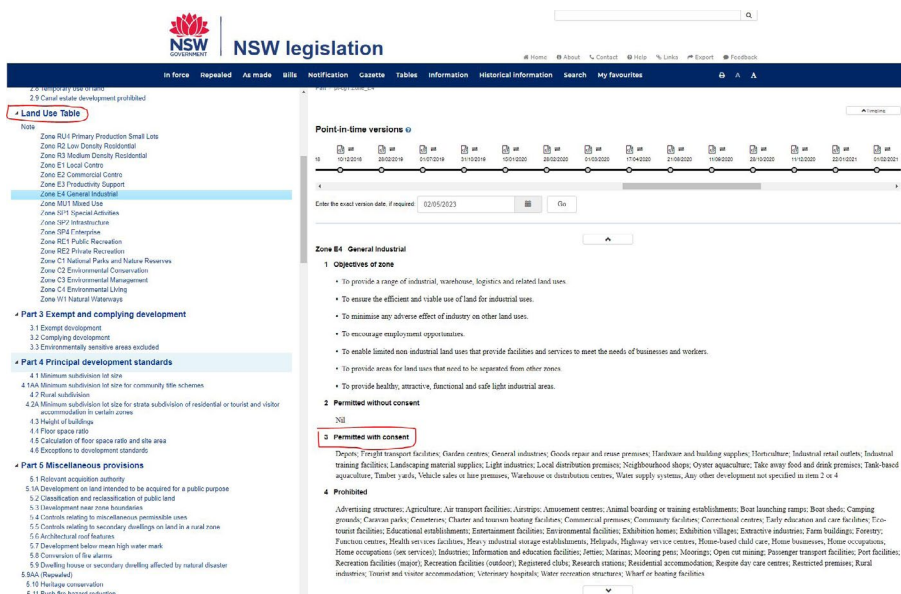 NSW
GOVERNMENT
NSW legislation
Home About Contact Help Links Export Feedback
In force Repealed As made Bills Notification Gazette Tables Information Historical information Search My favourites A A
2.8 Temporary use of land
2.9 Canal estate development prohibited
Land Use Table
Note
Zone RU4 Primary Production Small Lots
Zone R2 Low Density Residential
Zone R3 Medium Density Residential
Zone E1 Local Centre
Zone E2 Commercial Centre
Zone E3 Productivity Support
Zone E4 General Industrial
Zone MU1 Mixed Use
Zone SP1 Special Activities
Zone SP2 Infrastructure
Zone SP4 Enterprise
Zone RE1 Public Recreation
Zone RE2 Private Recreation
Zone C1 National Parks and Nature Reserves
Zone C2 Environmental Conservation
Zone C3 Environmental Management
Zone C4 Environmental Living
Zone W1 Natural Waterways
Part 3 Exempt and complying development
3.1 Exempt development
3.2 Complying development
3.3 Environmentally sensitive areas excluded
Part 4 Principal development standards
4.1 Minimum subdivision lot size
4.1AA Minimum subdivision lot size for community title schemes
4.2 Rural subdivision
4.2A Minimum subdivision lot size for strata subdivision of residential or tourist and visitor
accommodation in certain zones
4.3 Height of buildings
4.4 Floor space ratio
4.5 Calculation of floor space ratio and site area
4.6 Exceptions to development standards
Part 5 Miscellaneous provisions
5.1 Relevant acquisition authority
5.1A Development on land intended to be acquired for a public purpose
5.2 Classification and reclassification of public land
5.3 Development near zone boundaries
5.4 Controls relating to miscellaneous permissible uses
5.5 Controls relating to secondary dwellings on land in a rural zone
5.6 Architectural roof features
5.7 Development below mean high water mark
5.8 Conversion of fire alarms
5.9 Dwelling house or secondary dwelling affected by natural disaster
5.9AA (Repealed)
5.10 Heritage conservation
5.11 Bush fire hazard reduction
Point-in-time versions
10/12/2018 28/02/2019 01/07/2019 31/10/2019 15/01/2020 28/02/2020 01/03/2020 17/04/2020 21/08/2020 11/09/2020 28/10/2020 11/12/2020 22/01/2021 01/02/2021
Enter the exact version date, if required 02/05/2023 Go
Zone E4 General Industrial
1 Objectives of zone
• To provide a range of industrial, warehouse, logistics and related land uses.
• To ensure the efficient and viable use of land for industrial uses.
• To minimise any adverse effect of industry on other land uses.
• To encourage employment opportunities.
• To enable limited non-industrial land uses that provide facilities and services to meet the needs of businesses and workers.
• To provide areas for land uses that need to be separated from other zones.
• To provide healthy, attractive, functional and safe light industrial areas.
2 Permitted without consent
Nil
3 Permitted with consent
Depots; Freight transport facilities; Garden centres; General industries; Goods repair and reuse premises; Hardware and building supplies; Horticulture; Industrial retail outlets; Industrial
training facilities; Landscaping material supplies; Light industries; Local distribution premises; Neighbourhood shops; Oyster aquaculture; Take away food and drink premises; Tank-based
aquaculture; Timber yards; Vehicle sales or hire premises; Warehouse or distribution centres; Water supply systems; Any other development not specified in item 2 or 4
4 Prohibited
Advertising structures; Agriculture; Air transport facilities; Airstrips; Amusement centres; Animal boarding or training establishments; Boat launching ramps; Boat sheds; Camping
grounds; Caravan parks; Cemeteries; Charter and tourism boating facilities; Commercial premises; Community facilities; Correctional centres; Early education and care facilities; Eco-
tourist facilities; Educational establishments; Entertainment facilities; Environmental facilities; Exhibition homes; Exhibition villages; Extractive industries; Farm buildings; Forestry;
Function centres; Health services facilities; Heavy industrial storage establishments; Helipads; Highway service centres; Home-based child care; Home businesses; Home occupations;
Home occupations (sex services); Industries; Information and education facilities; Jetties; Marinas; Mooring pens; Moorings; Open cut mining; Passenger transport facilities; Port facilities;
Recreation facilities (major); Recreation facilities (outdoor); Registered clubs; Research stations; Residential accommodation; Respite day care centres; Restricted premises; Rural
industries; Tourist and visitor accommodation; Veterinary hospitals; Water recreation structures; Wharf or boating facilities